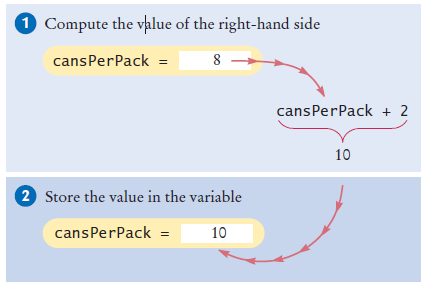 1 Compute the value of the right-hand side
cansPerPack = 8
cansPerPack + 2
10
2 Store the value in the variable
cansPerPack = 10